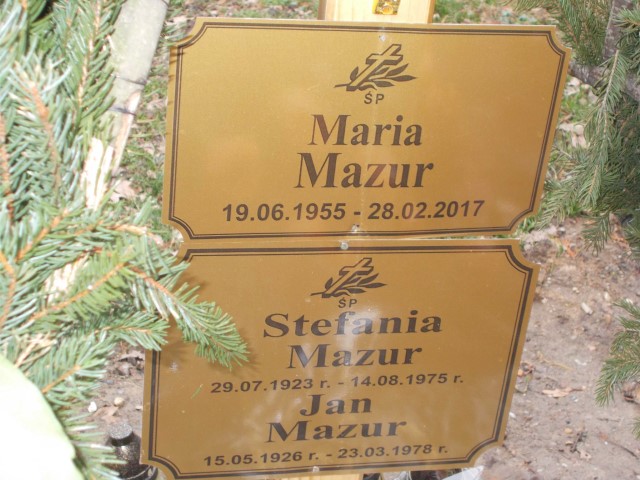 ŚP
Maria
Mazur
19.06.1955 - 28.02.2017
ŚP
Stefania
Mazur
29.07.1923 r. - 14.08.1975 r.
Jan
Mazur
15.05.1926 r. - 23.03.1978 r.